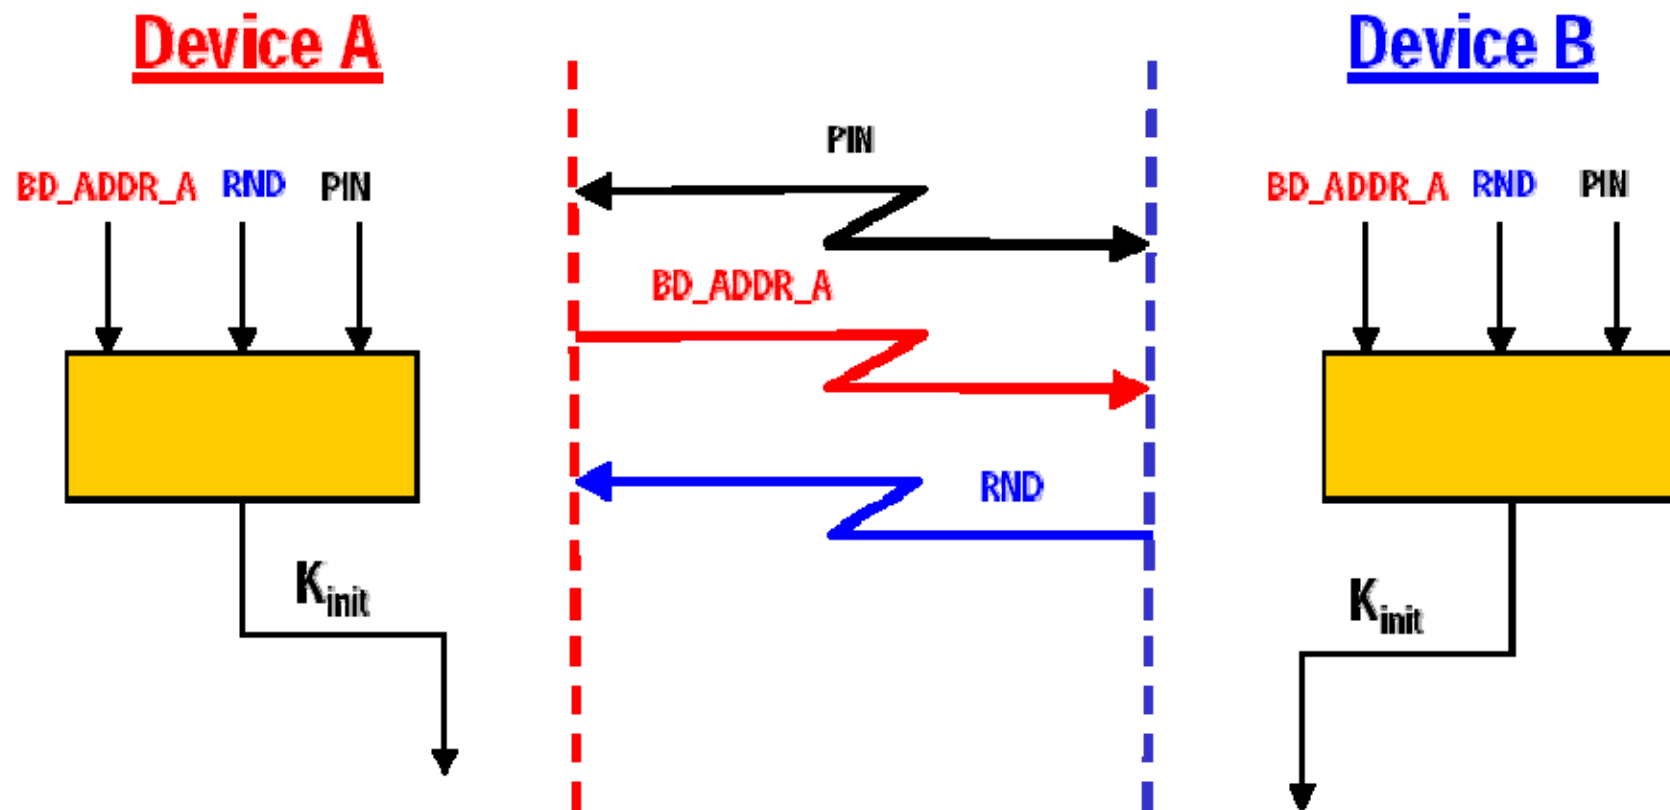 Device A
Device B
PIN
BD_ADDR_A RND PIN
BD_ADDR_A RND PIN
BD_ADDR_A
RND
Kinit
Kinit